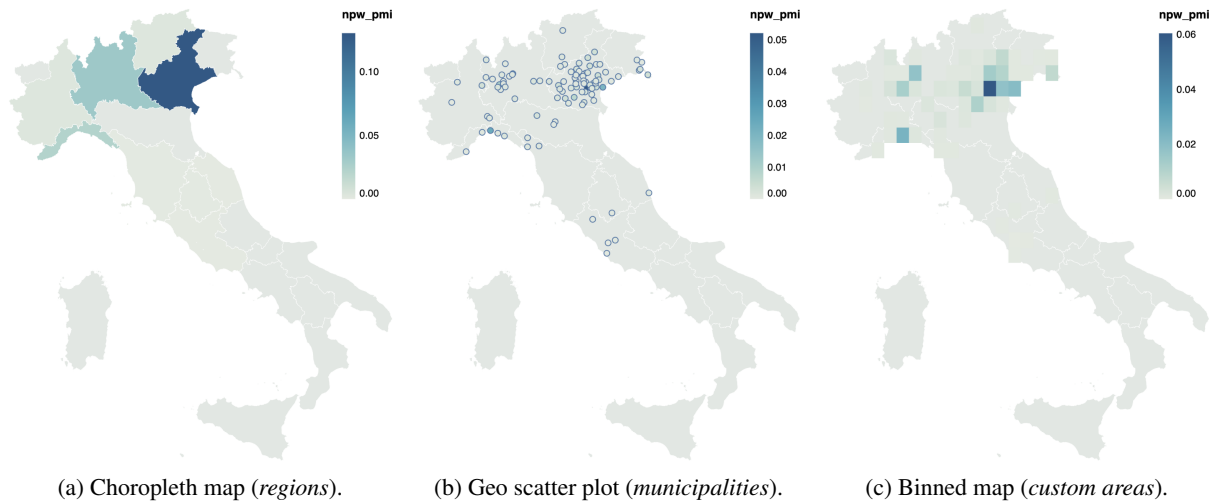 npw_pmi
0.10
0.05
0.00
npw_pmi
0.05
0.04
0.03
0.02
0.01
0.00
npw_pmi
0.06
0.04
0.02
0.00
(a) Choropleth map (regions).
(b) Geo scatter plot (municipalities).
(c) Binned map (custom areas).